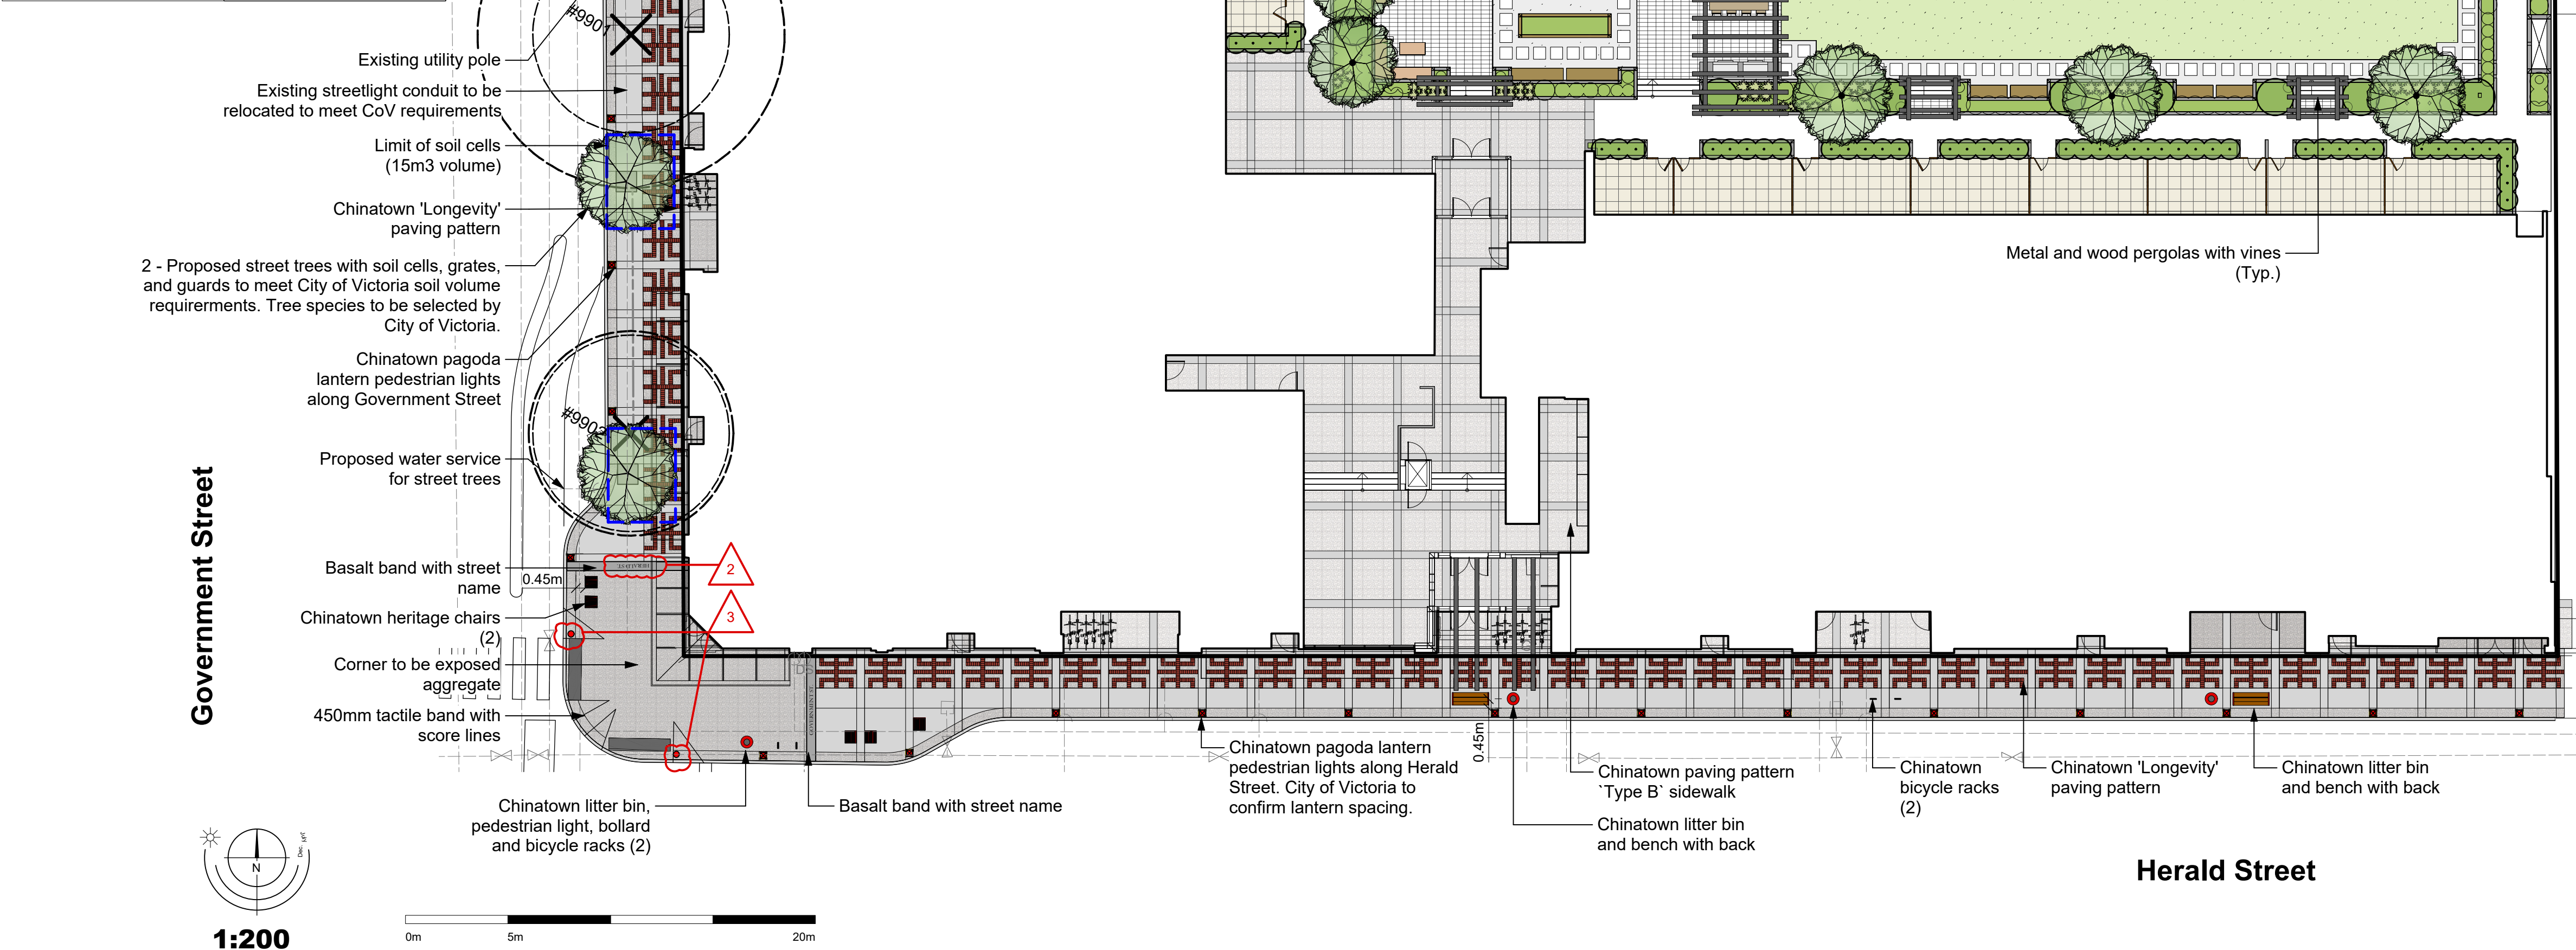 #9901
Existing utility pole
Existing streetlight conduit to be
relocated to meet CoV requirements
Limit of soil cells
(15m3 volume)
Chinatown 'Longevity'
paving pattern
2 - Proposed street trees with soil cells, grates,
and guards to meet City of Victoria soil volume
requirerments. Tree species to be selected by
City of Victoria.
Chinatown pagoda
lantern pedestrian lights
along Government Street
#9902
Proposed water service
for street trees
Government Street
Basalt band with street
name
0.45m
HERALD ST
2
Chinatown heritage chairs
(2)
3
Corner to be exposed
aggregate
450mm tactile band with
score lines
GOVERNMENT ST
Metal and wood pergolas with vines
(Typ.)
Chinatown litter bin,
pedestrian light, bollard
and bicycle racks (2)
Basalt band with street name
Chinatown pagoda lantern
pedestrian lights along Herald
Street. City of Victoria to
confirm lantern spacing.
0.45m
Chinatown paving pattern
`Type B` sidewalk
Chinatown litter bin
and bench with back
Chinatown
bicycle racks
(2)
Chinatown 'Longevity'
paving pattern
Chinatown litter bin
and bench with back
Herald Street
N
1:200
0m
5m
20m